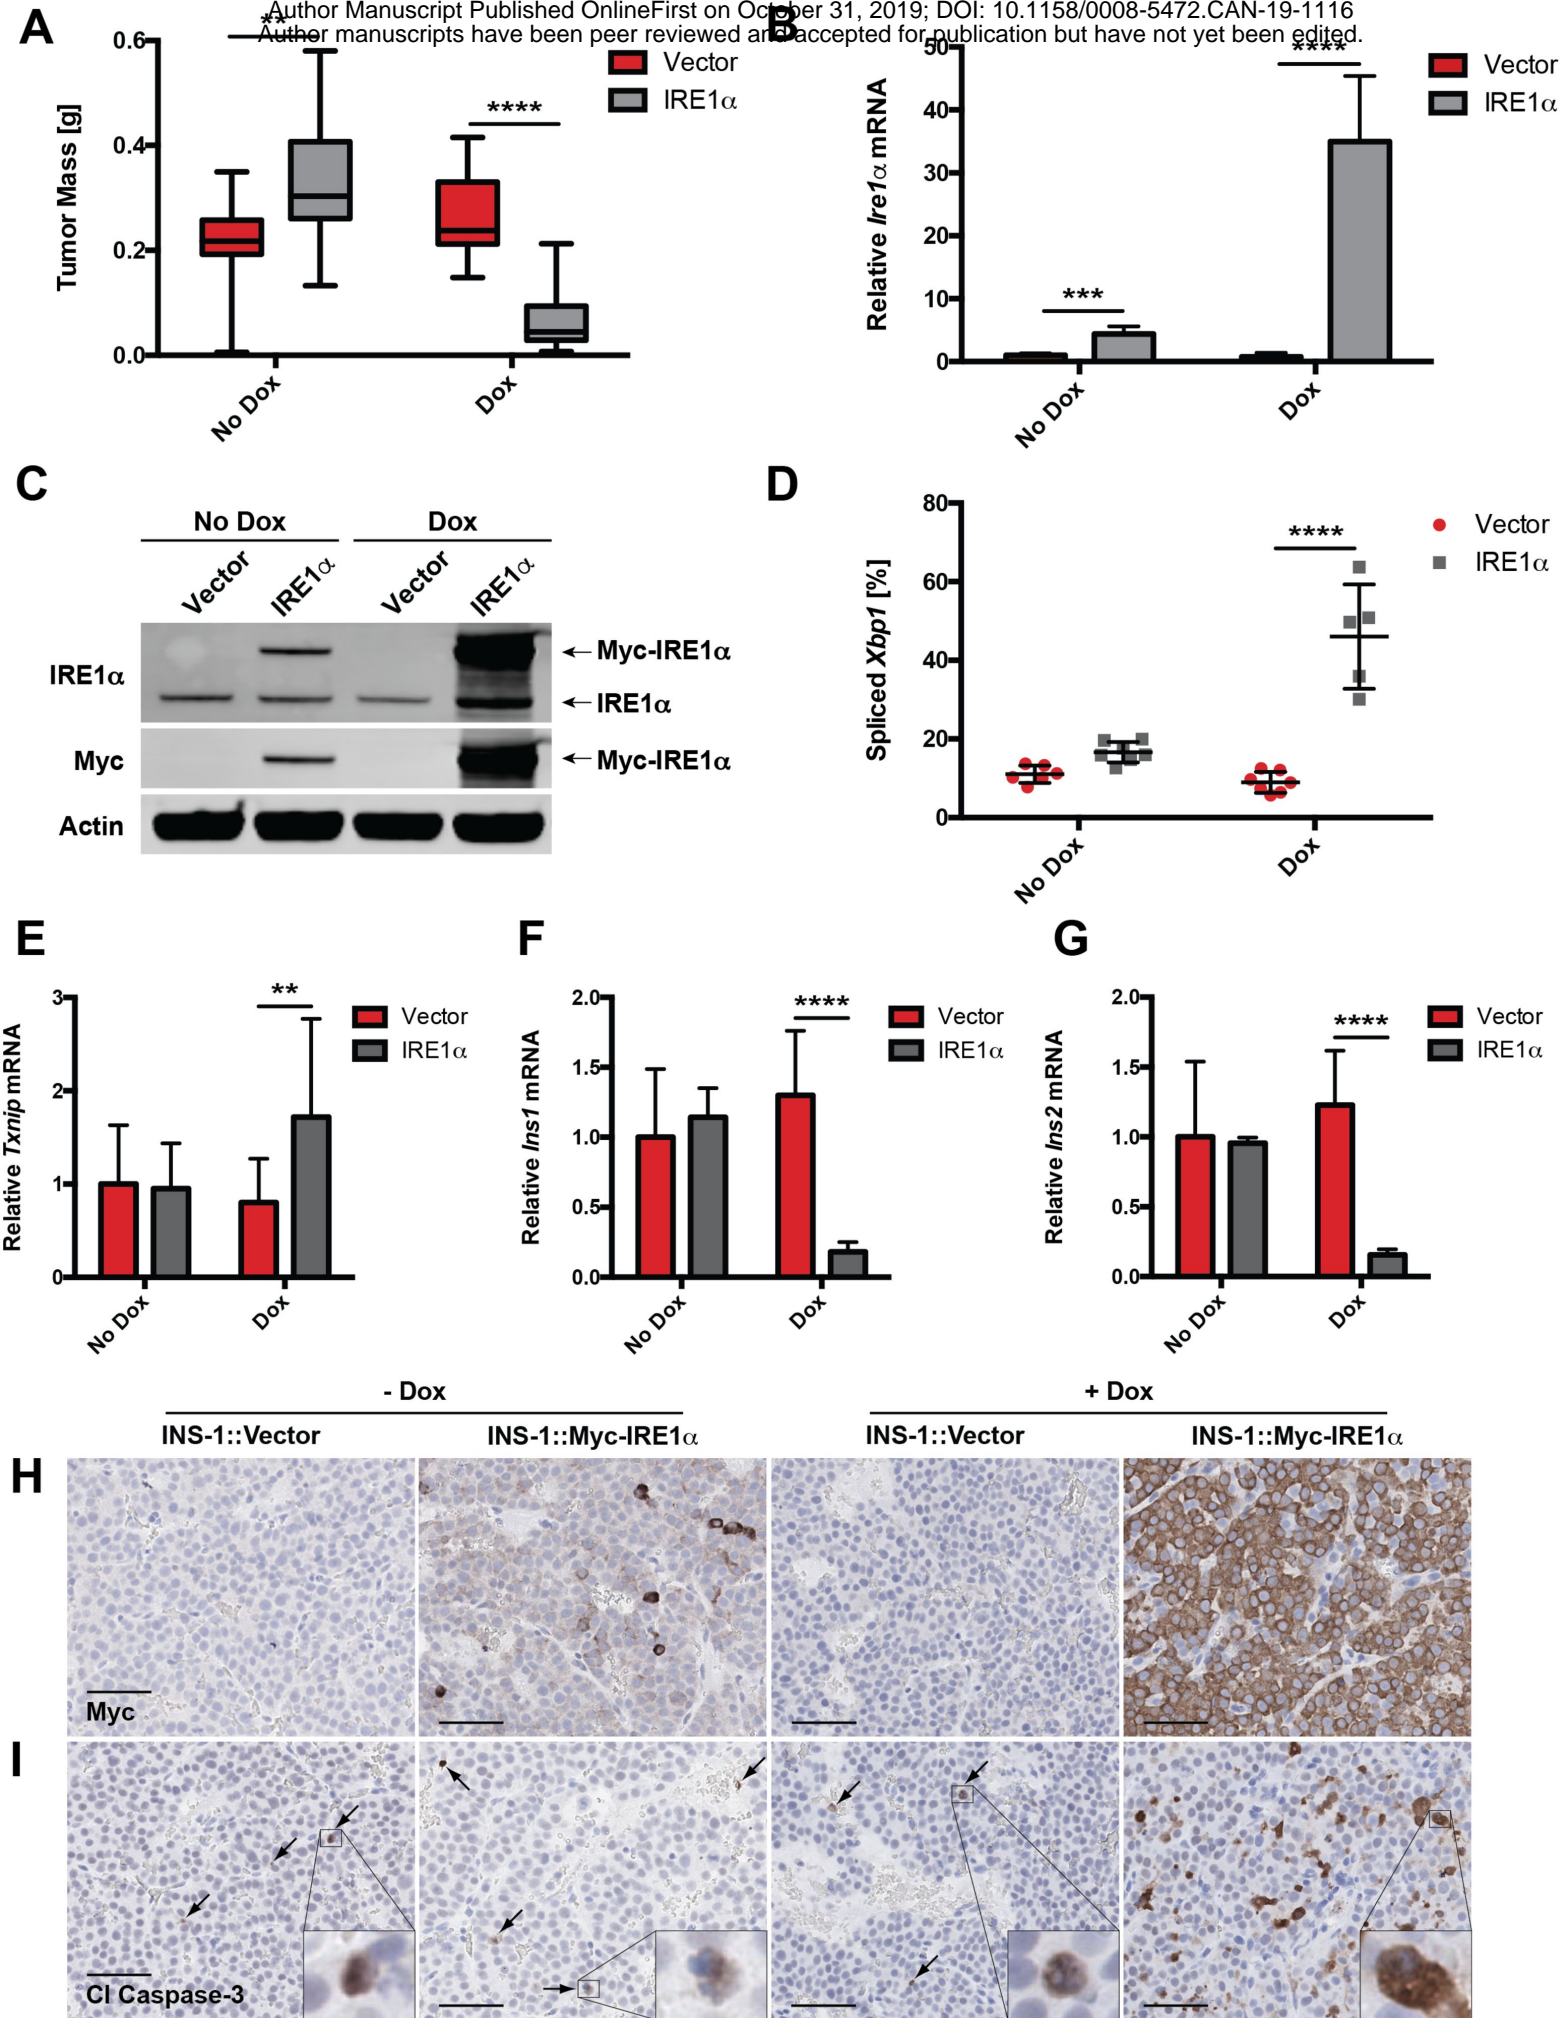 Author Manuscript Published OnlineFirst on October 31, 2019; DOI: 10.1158/0008-5472.CAN-19-1116
Author manuscripts have been peer reviewed and accepted for publication but have not yet been edited.
A
Tumor Mass [g]
0.6
0.4
0.2
0.0
**
****
No Dox
Dox
Vector
IRE1α
B
Relative Ire1α mRNA
50
40
30
20
10
0
***
****
No Dox
Dox
Vector
IRE1α
C
No Dox
Dox
Vector
IRE1α
Vector
IRE1α
IRE1α
←Myc-IRE1α
←IRE1α
Myc
←Myc-IRE1α
Actin
D
Spliced Xbp1 [%]
80
60
40
20
0
****
No Dox
Dox
Vector
IRE1α
E
Relative Txnip mRNA
3
2
1
0
**
No Dox
Dox
Vector
IRE1α
F
Relative Ins1 mRNA
2.0
1.5
1.0
0.5
0.0
****
No Dox
Dox
Vector
IRE1α
G
Relative Ins2 mRNA
2.0
1.5
1.0
0.5
0.0
****
No Dox
Dox
Vector
IRE1α
- Dox
+ Dox
INS-1::Vector
INS-1::Myc-IRE1α
INS-1::Vector
INS-1::Myc-IRE1α
H
Myc
I
Cl Caspase-3